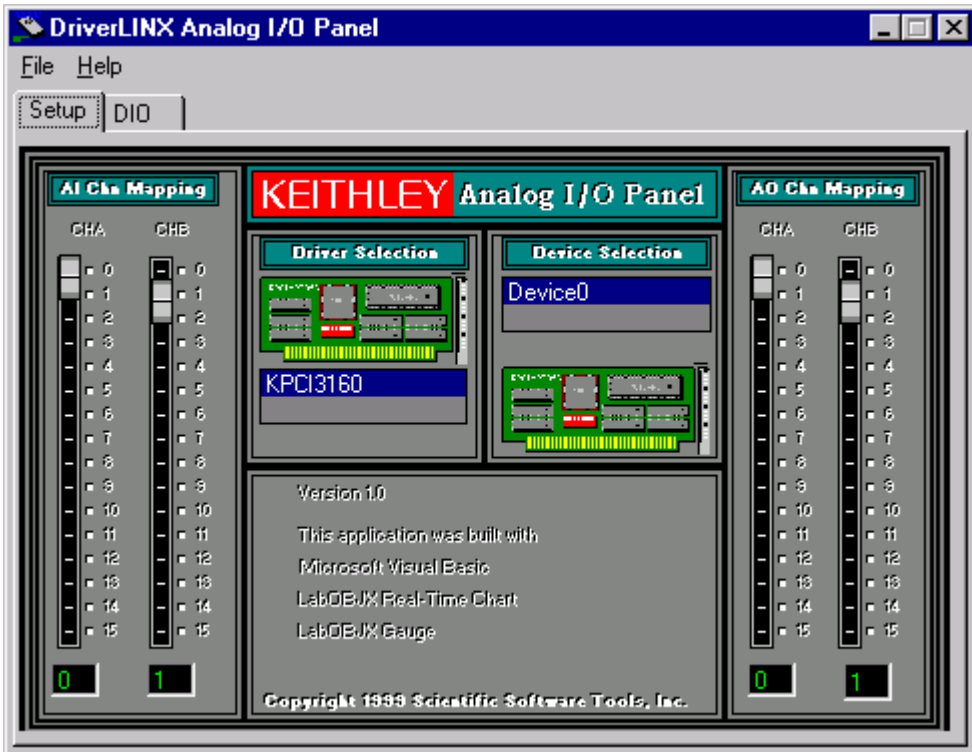 DriverLINX Analog I/O Panel
File Help
Setup DIO
AI Chn Mapping
CHA CHB
0 0
1 1
2 2
3 3
4 4
5 5
6 6
7 7
8 8
9 9
10 10
11 11
12 12
13 13
14 14
15 15
0 1
KEITHLEY Analog I/O Panel
Driver Selection
KPCI3160
Device Selection
Device0
Version 1.0
This application was built with
Microsoft Visual Basic
LabOBJX Real-Time Chart
LabOBJX Gauge
Copyright 1999 Scientific Software Tools, Inc.
AO Chn Mapping
CHA CHB
0 0
1 1
2 2
3 3
4 4
5 5
6 6
7 7
8 8
9 9
10 10
11 11
12 12
13 13
14 14
15 15
0 1